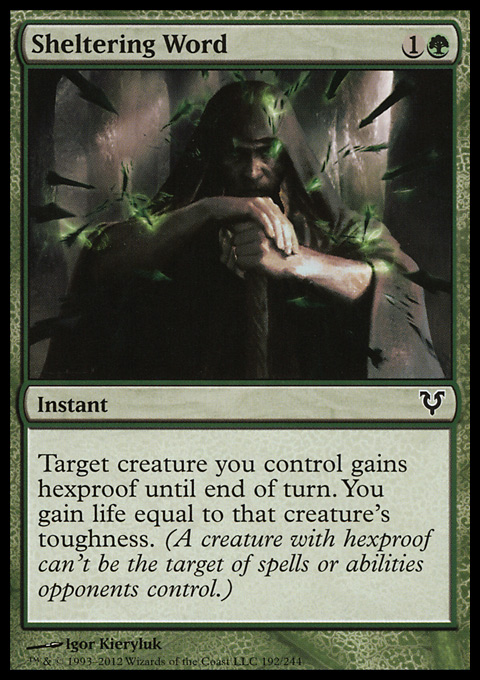 Sheltering Word 1
Instant
Target creature you control gains
hexproof until end of turn. You
gain life equal to that creature's
toughness. (A creature with hexproof
can't be the target of spells or abilities
opponents control.)
Igor Kieryluk
™ & © 1993–2012 Wizards of the Coast LLC 192/244